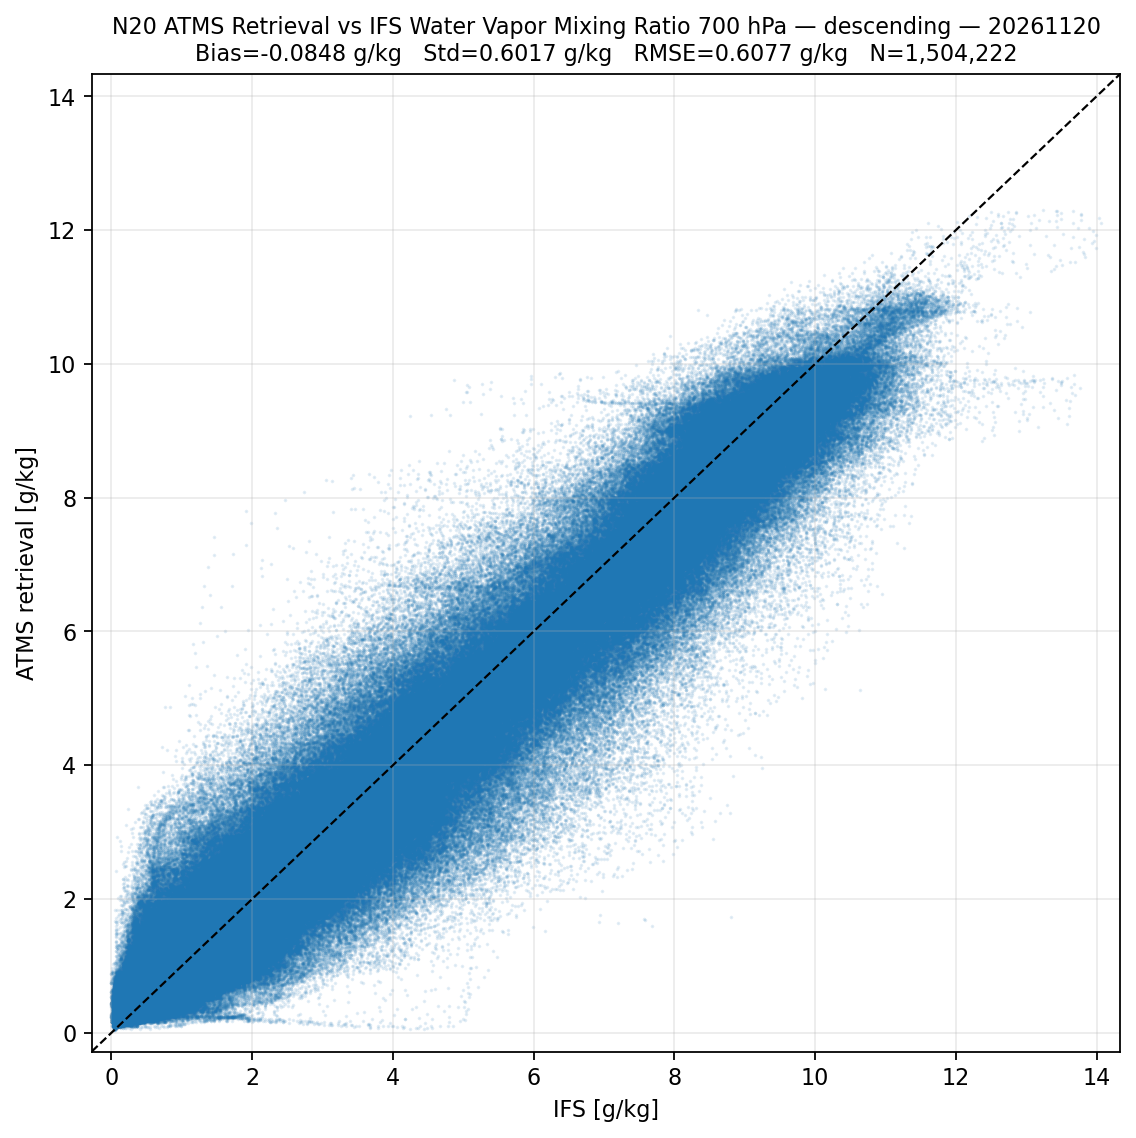 N20 ATMS Retrieval vs IFS Water Vapor Mixing Ratio 700 hPa — descending — 20261120
Bias=-0.0848 g/kg   Std=0.6017 g/kg   RMSE=0.6077 g/kg   N=1,504,222
14
12
10
8
6
4
2
0
ATMS retrieval [g/kg]
0 2 4 6 8 10 12 14
IFS [g/kg]